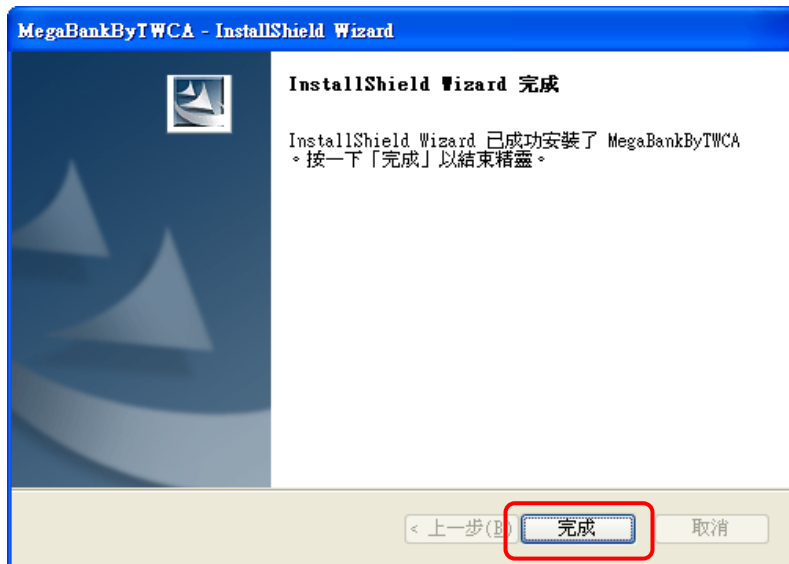 MegaBankByTWCA - InstallShield Wizard
InstallShield Wizard 完成
InstallShield Wizard 已成功安裝了 MegaBankByTWCA
。按一下「完成」以結束精靈。
< 上一步(B) 完成 取消